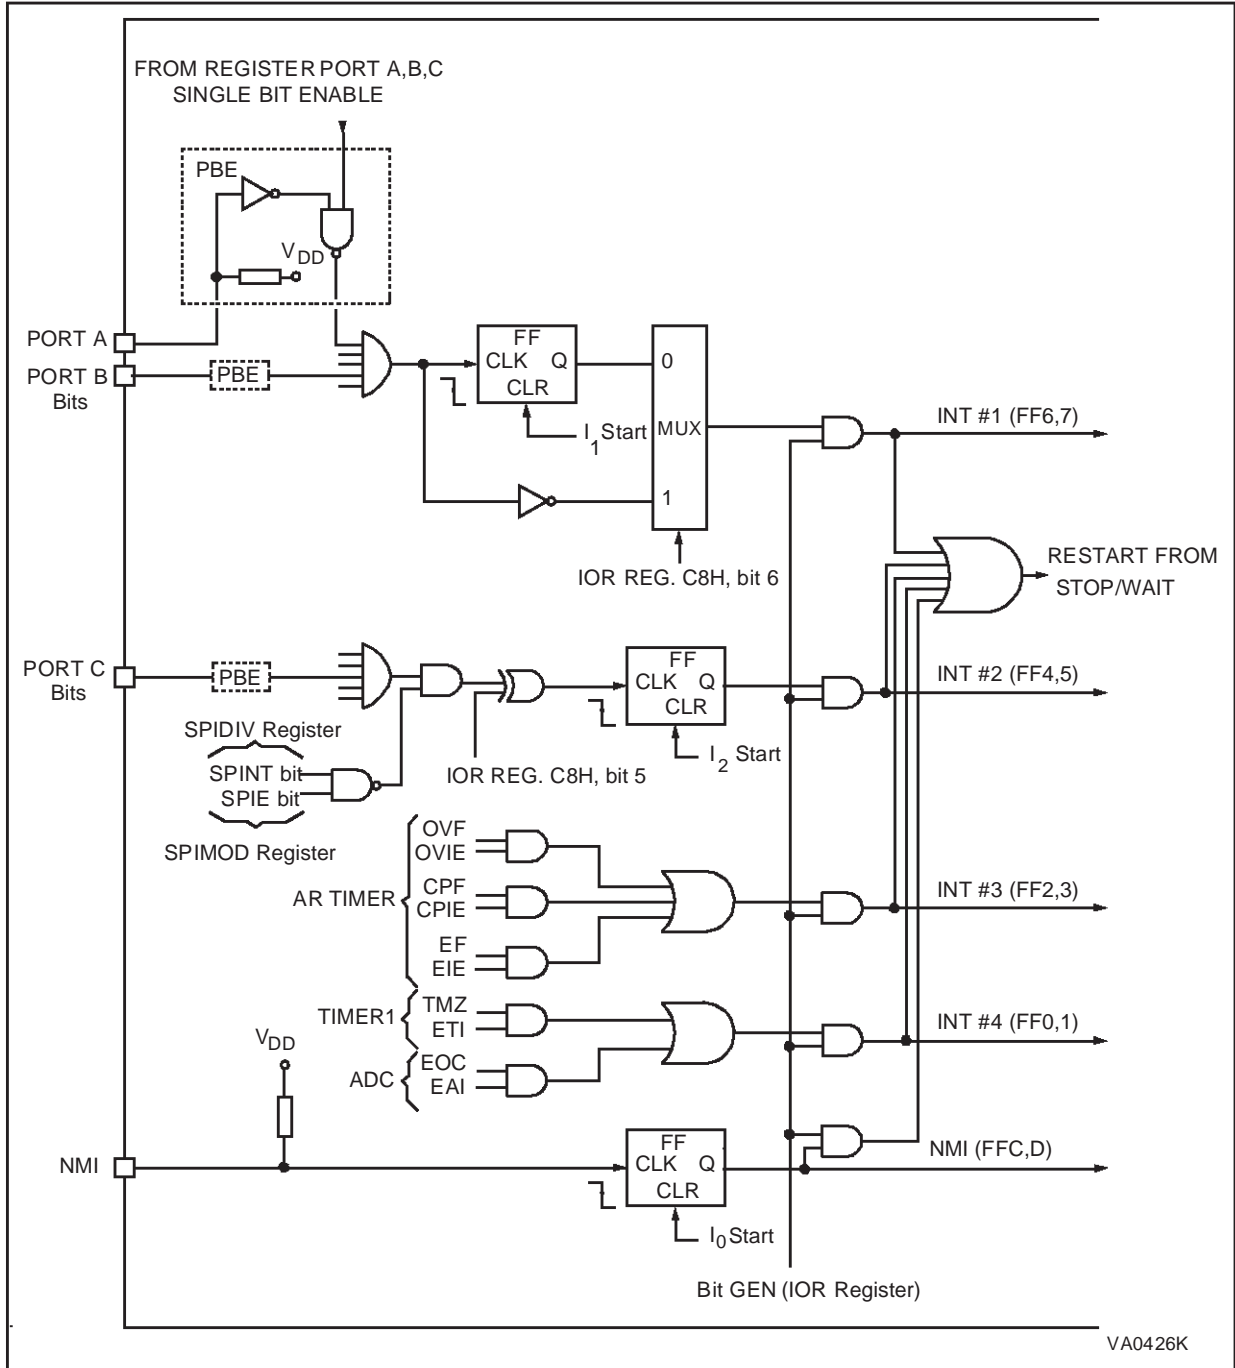 FROM REGISTER PORT A,B,C
SINGLE BIT ENABLE
PBE
VDD
PORT A
PORT B
Bits
PBE
FF
CLK Q
CLR
I1 Start
0
MUX
1
IOR REG. C8H, bit 6
INT #1 (FF6,7)
RESTART FROM
STOP/WAIT
PORT C
Bits
PBE
FF
CLK Q
CLR
I2 Start
INT #2 (FF4,5)
SPIDIV Register
SPINT bit
SPIE bit
SPIMOD Register
IOR REG. C8H, bit 5
AR TIMER
OVF
OVIE
CPF
CPIE
EF
EIE
INT #3 (FF2,3)
TIMER1
TMZ
ETI
ADC
EOC
EAI
INT #4 (FF0,1)
VDD
NMI
FF
CLK Q
CLR
I0 Start
NMI (FFC,D)
Bit GEN (IOR Register)
VA0426K